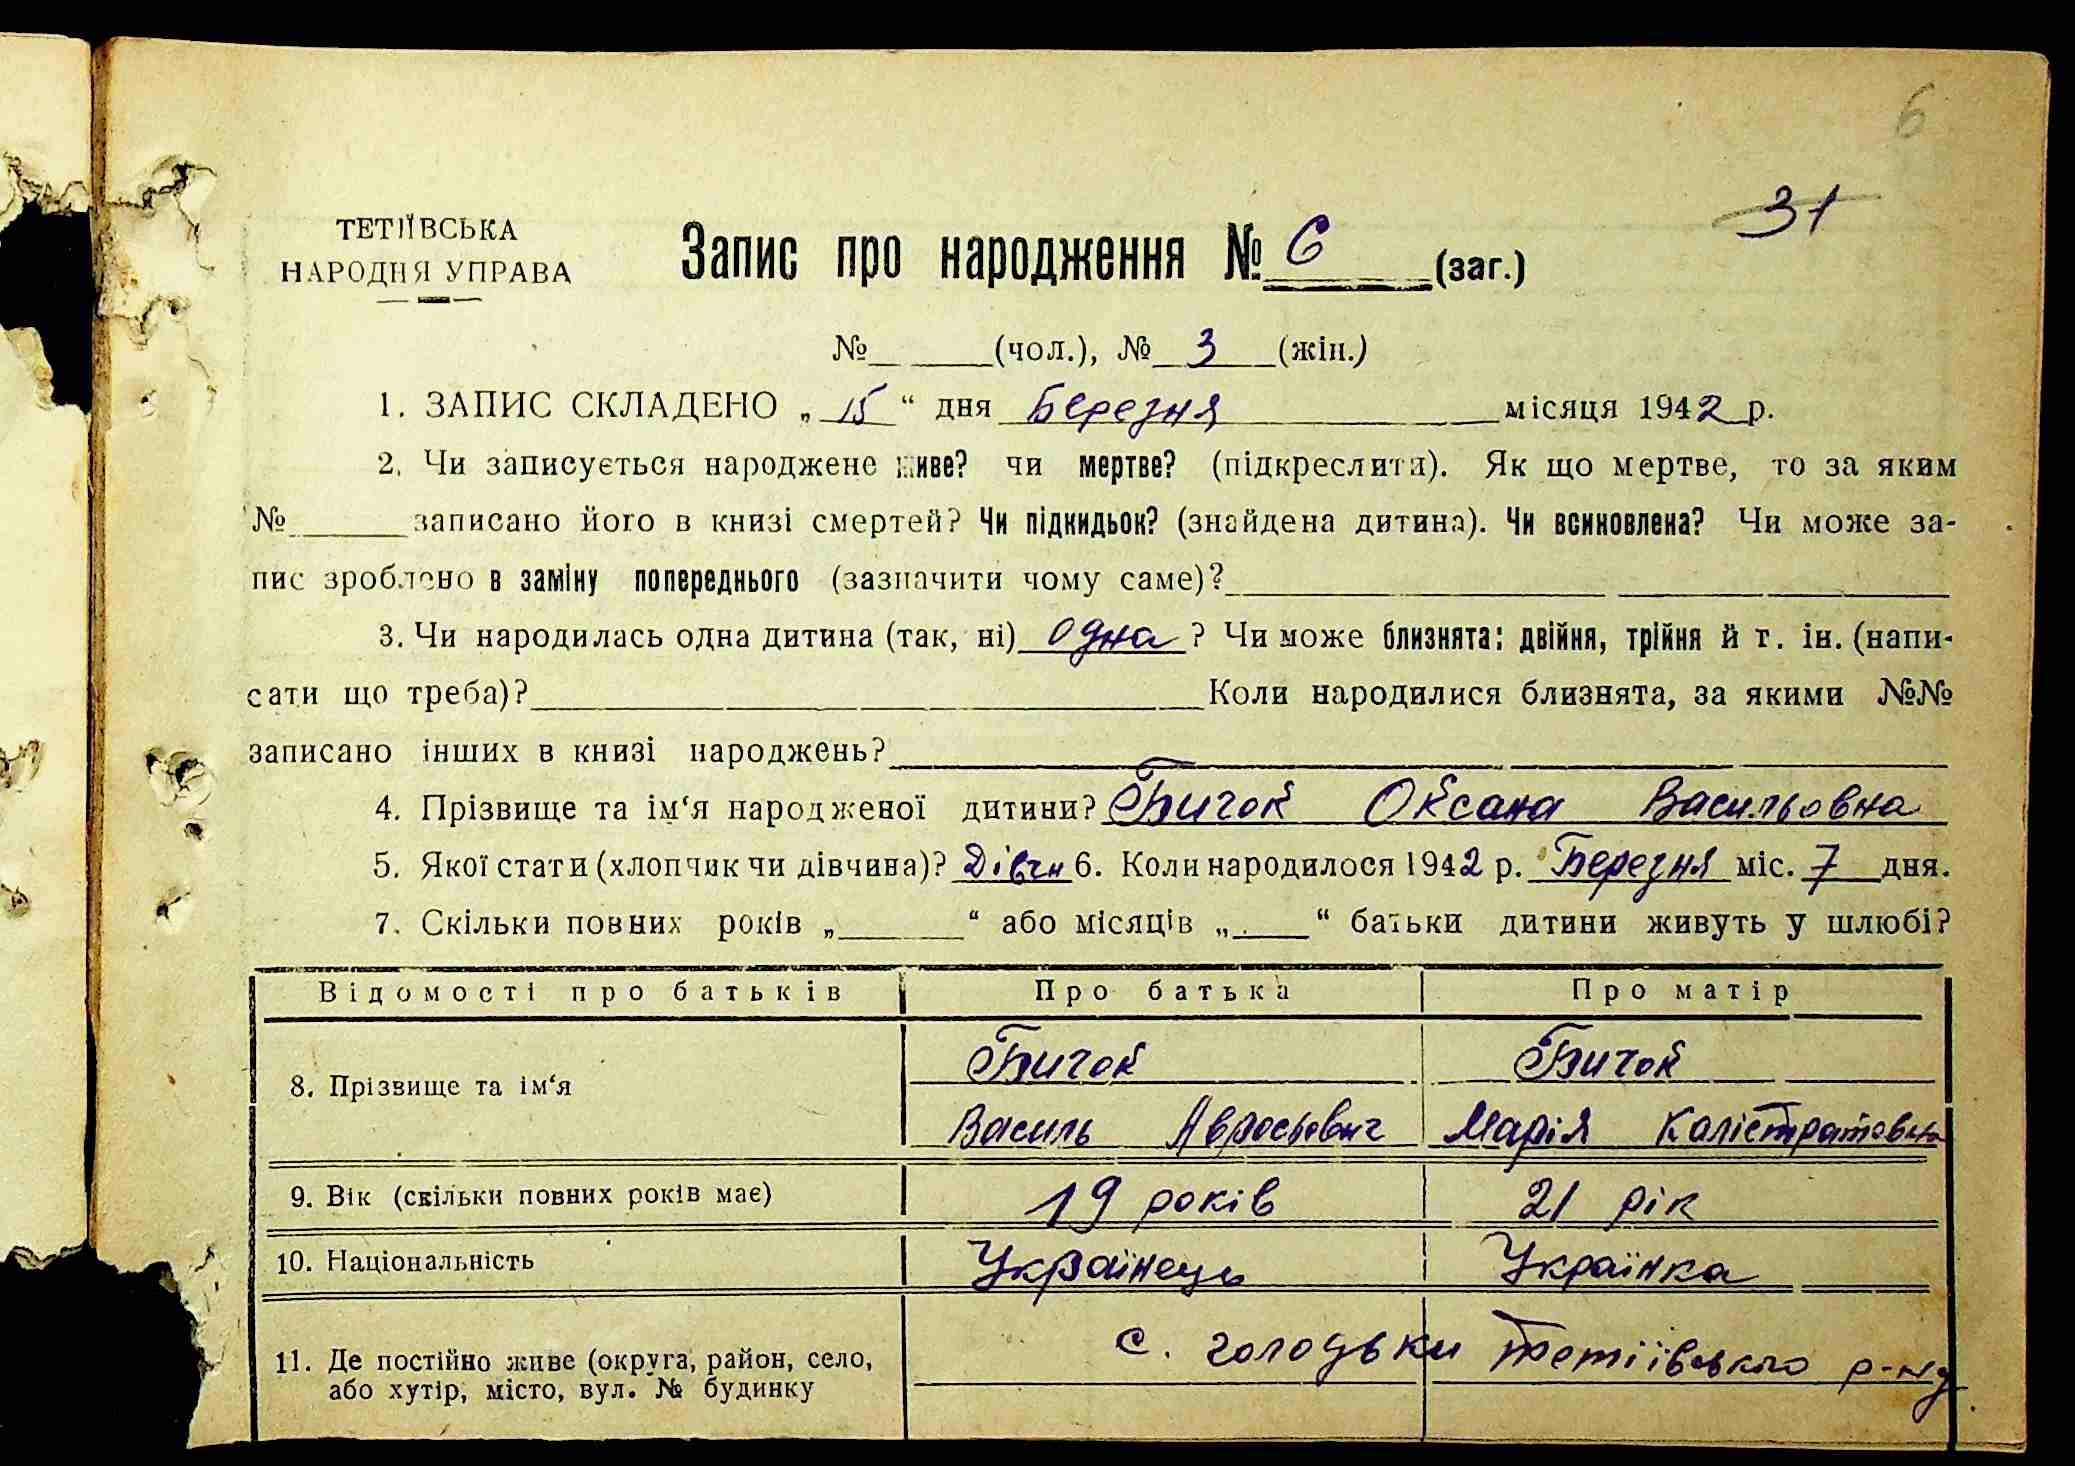 6
31
ТЕТІЇВСЬКА
НАРОДНЯ УПРАВА
Запис про народження № 6 (заг.)
№ (чол.), № 3 (жін.)
1. ЗАПИС СКЛАДЕНО „ 15 “ дня Березня місяця 1942 р.
2. Чи записується народжене живе? чи мертве? (підкреслити). Як що мертве, то за яким
№ записано його в книзі смертей? Чи підкидьок? (знайдена дитина). Чи всиновлена? Чи може за-
пис зроблено в заміну попереднього (зазначити чому саме)?
3. Чи народилась одна дитина (так, ні) одна ? Чи може близнята: двійня, трійня й т. ін. (напи-
сати що треба)? Коли народилися близнята, за якими №№
записано інших в книзі народжень?
4. Прізвище та ім‘я народженої дитини? Бичок Оксана Васильовна
5. Якої стати (хлопчик чи дівчина)? Дівчн 6. Коли народилося 1942 р. Березня міс. 7 дня.
7. Скільки повних років „ “ або місяців „ “ батьки дитини живуть у шлюбі?
Відомості про батьків Про батька Про матір
8. Прізвище та ім‘я Бичок Бичок
Василь Марія Калістратовна
9. Вік (скільки повних років має) 19 років 21 рік
10. Національність Українець Українка
11. Де постійно живе (округа, район, село,
або хутір, місто, вул. № будинку
с. Голодьки Тетіївського р-ну